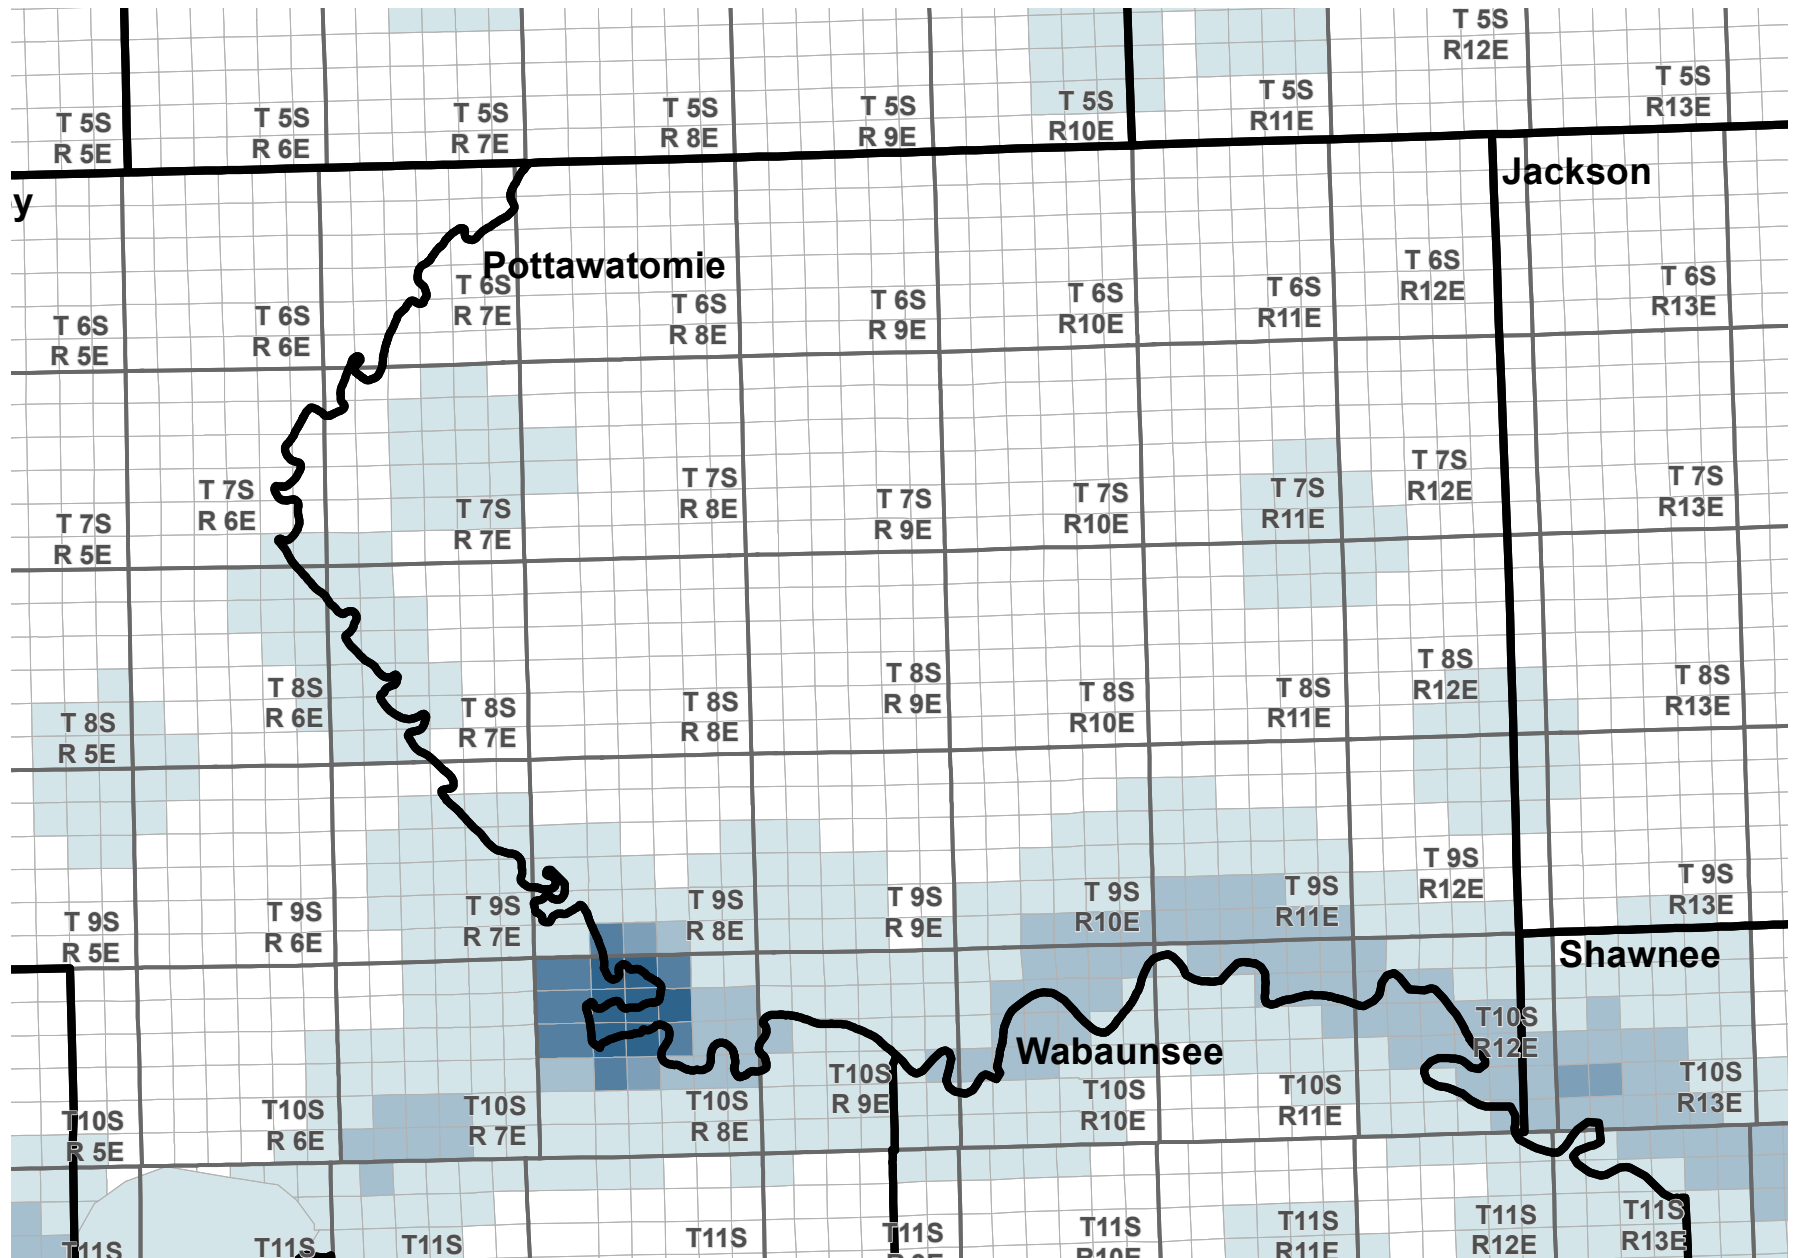 T 5S
R12E
T 5S
R13E
T 5S
R11E
T 5S
R10E
T 5S
R 9E
T 5S
R 8E
T 5S
R 7E
T 5S
R 6E
T 5S
R 5E
Jackson
y
Pottawatomie
T 6S
R 5E
T 6S
R 6E
T 6S
R 7E
T 6S
R 8E
T 6S
R 9E
T 6S
R10E
T 6S
R11E
T 6S
R12E
T 6S
R13E
T 7S
R 5E
T 7S
R 6E
T 7S
R 7E
T 7S
R 8E
T 7S
R 9E
T 7S
R10E
T 7S
R11E
T 7S
R12E
T 7S
R13E
T 8S
R 5E
T 8S
R 6E
T 8S
R 7E
T 8S
R 8E
T 8S
R 9E
T 8S
R10E
T 8S
R11E
T 8S
R12E
T 8S
R13E
T 9S
R 5E
T 9S
R 6E
T 9S
R 7E
T 9S
R 8E
T 9S
R 9E
T 9S
R10E
T 9S
R11E
T 9S
R12E
T 9S
R13E
Shawnee
Wabaunsee
T10S
R 5E
T10S
R 6E
T10S
R 7E
T10S
R 8E
T10S
R 9E
T10S
R10E
T10S
R11E
T10S
R12E
T10S
R13E
T11S
T11S
T11S
T11S
T11S
T11S
R10E
T11S
R11E
T11S
R12E
T11S
R13E